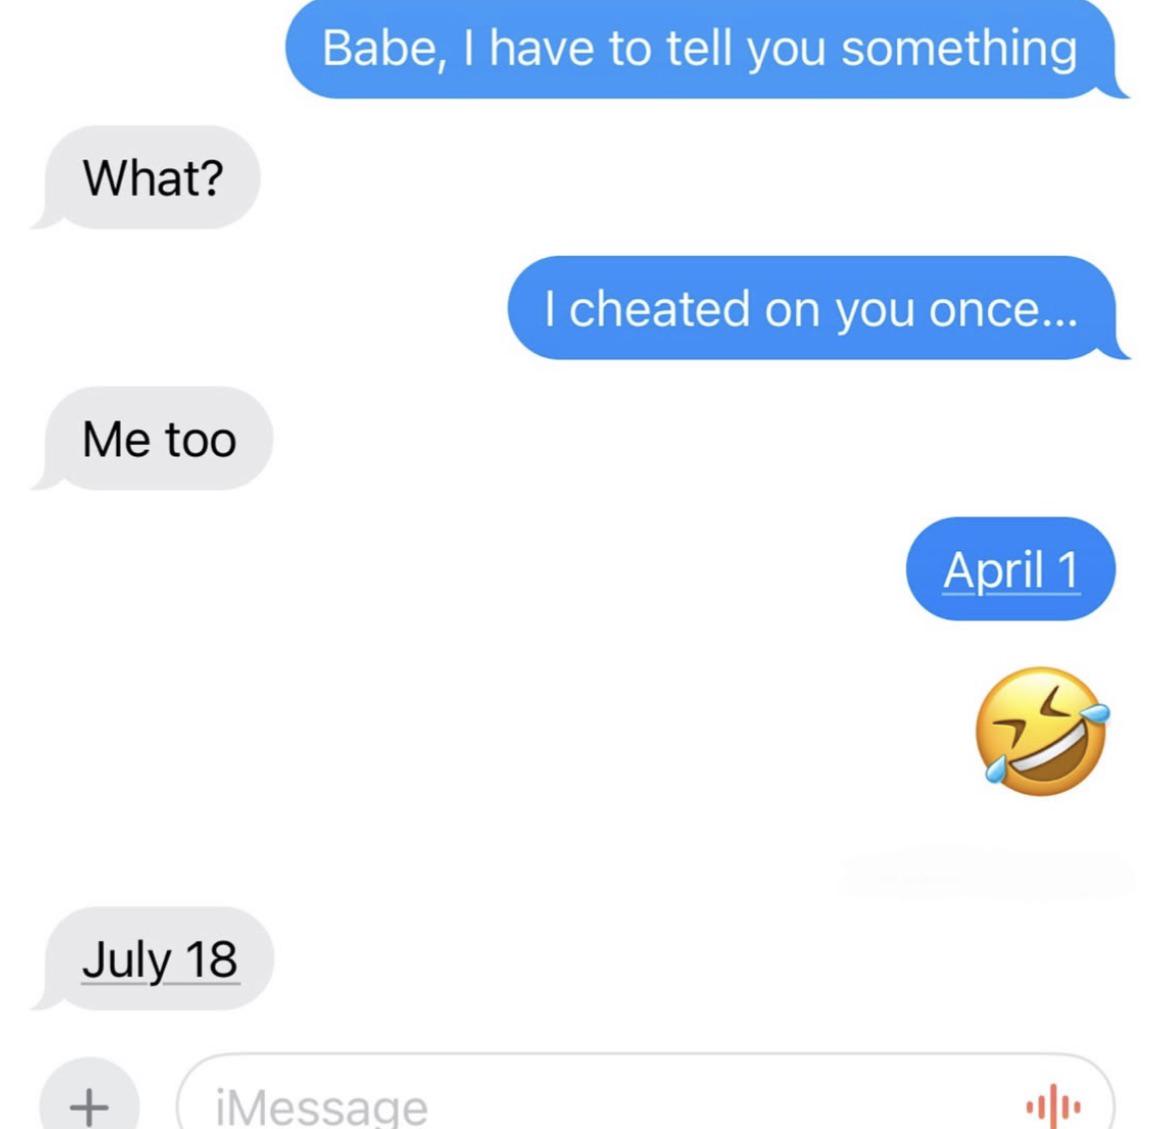 Babe, I have to tell you something
What?
I cheated on you once...
Me too
April 1
🤣
July 18
iMessage